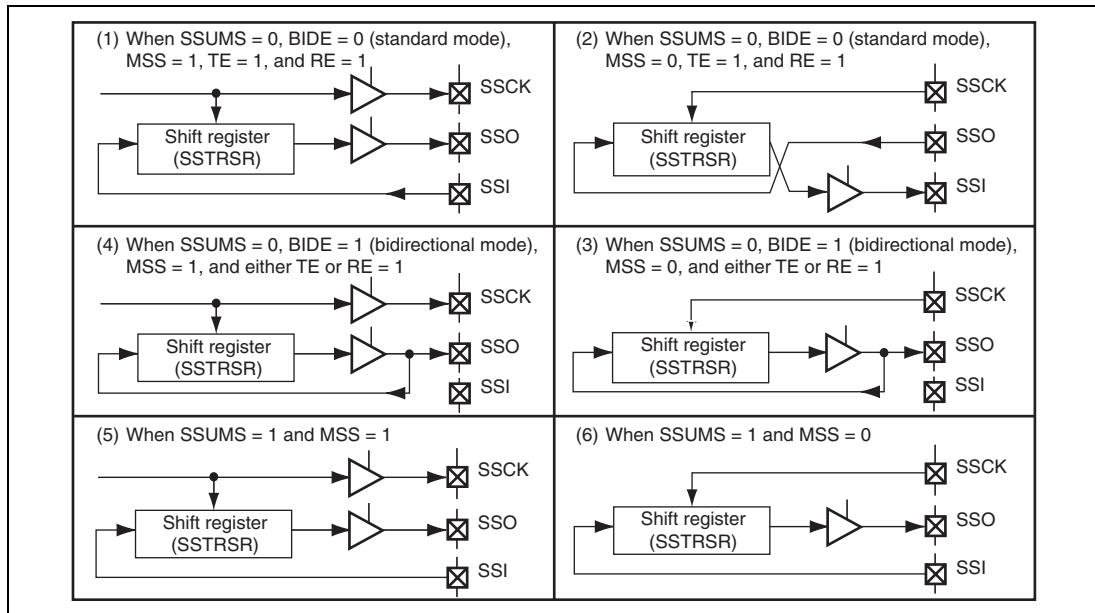 (1) When SSUMS = 0, BIDE = 0 (standard mode),
MSS = 1, TE = 1, and RE = 1
SSCK
Shift register
(SSTRSR)
SSO
SSI
(2) When SSUMS = 0, BIDE = 0 (standard mode),
MSS = 0, TE = 1, and RE = 1
SSCK
Shift register
(SSTRSR)
SSO
SSI
(4) When SSUMS = 0, BIDE = 1 (bidirectional mode),
MSS = 1, and either TE or RE = 1
SSCK
Shift register
(SSTRSR)
SSO
SSI
(3) When SSUMS = 0, BIDE = 1 (bidirectional mode),
MSS = 0, and either TE or RE = 1
SSCK
Shift register
(SSTRSR)
SSO
SSI
(5) When SSUMS = 1 and MSS = 1
SSCK
Shift register
(SSTRSR)
SSO
SSI
(6) When SSUMS = 1 and MSS = 0
SSCK
Shift register
(SSTRSR)
SSO
SSI